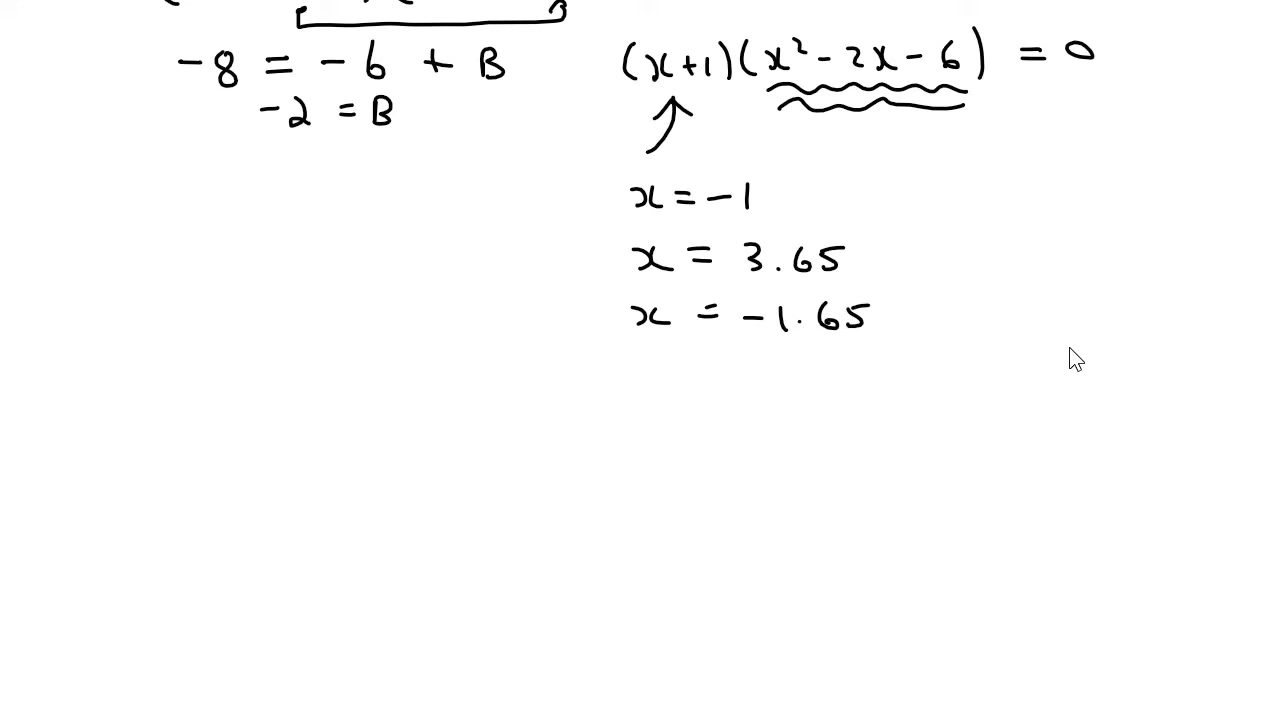 -8 = -6 + B
-2 = B
(x+1)(x² - 2x - 6) = 0
x = -1
x = 3.65
x = -1.65